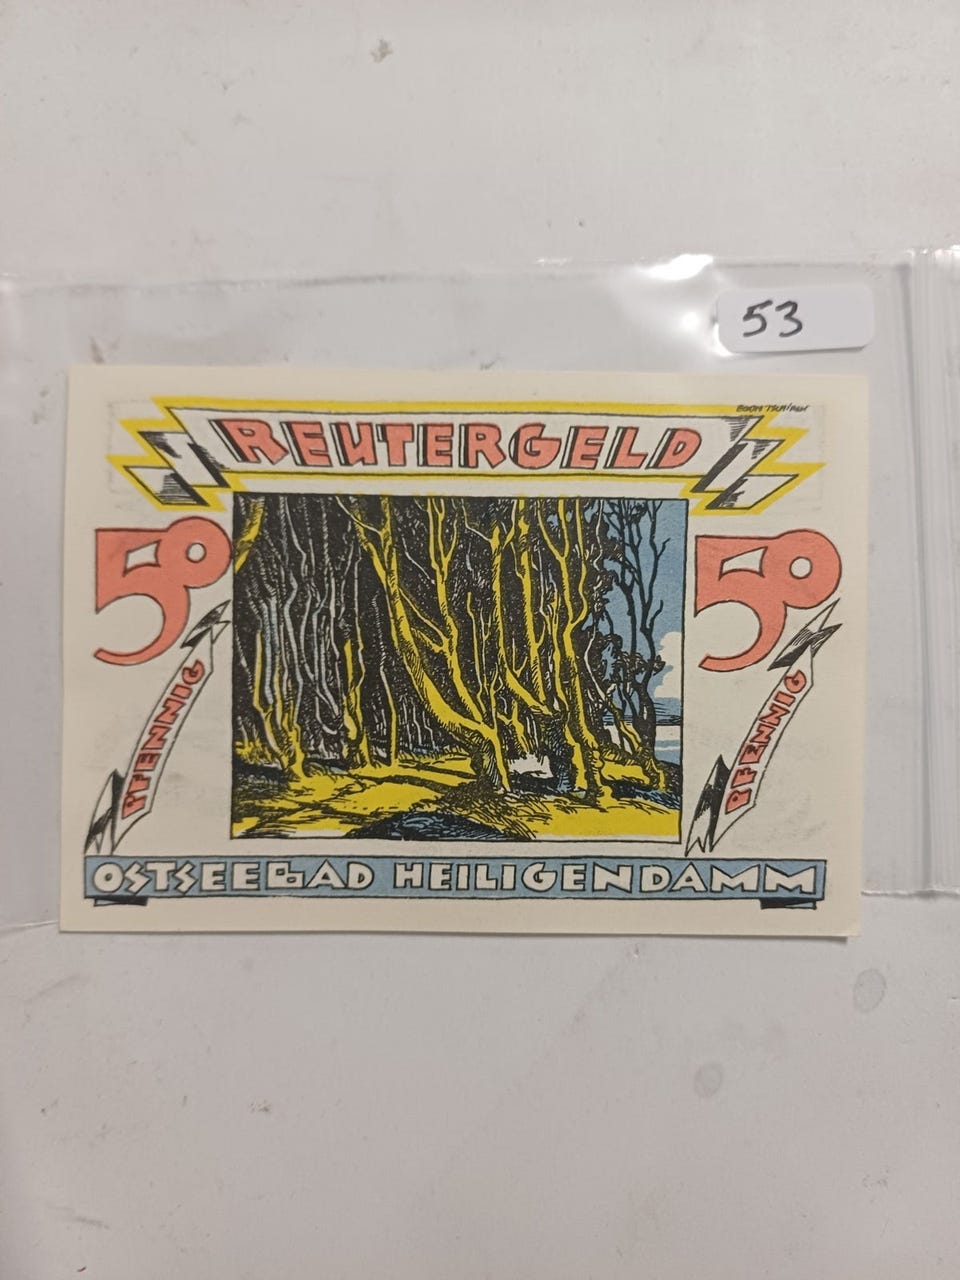 53
REUTERGELD
50
50
PFENNIG
PFENNIG
OSTSEEBAD HEILIGENDAMM